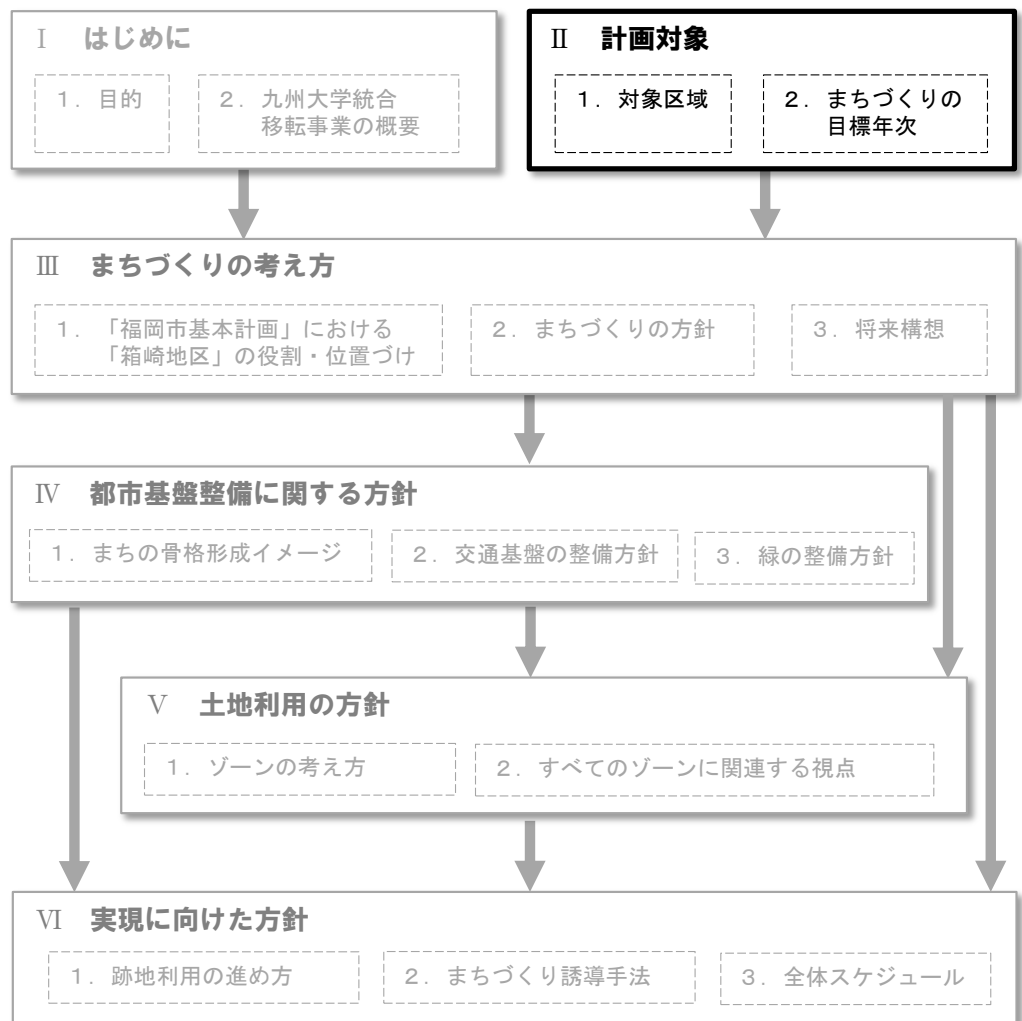 Ⅰ はじめに
1．目的
2．九州大学統合
移転事業の概要
Ⅱ 計画対象
1．対象区域
2．まちづくりの
目標年次
Ⅲ まちづくりの考え方
1．「福岡市基本計画」における
「箱崎地区」の役割・位置づけ
2．まちづくりの方針
3．将来構想
Ⅳ 都市基盤整備に関する方針
1．まちの骨格形成イメージ
2．交通基盤の整備方針
3．緑の整備方針
Ⅴ 土地利用の方針
1．ゾーンの考え方
2．すべてのゾーンに関連する視点
Ⅵ 実現に向けた方針
1．跡地利用の進め方
2．まちづくり誘導手法
3．全体スケジュール